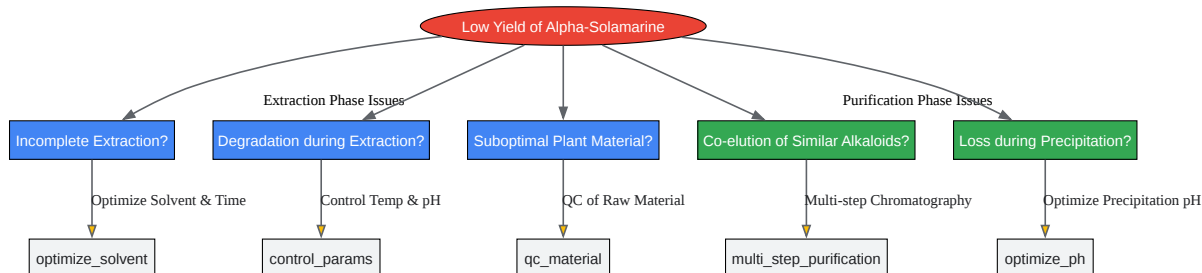 Low Yield of Alpha-Solamarine
Extraction Phase Issues
Purification Phase Issues
Incomplete Extraction?
Degradation during Extraction?
Suboptimal Plant Material?
Co-elution of Similar Alkaloids?
Loss during Precipitation?
Optimize Solvent & Time
Control Temp & pH
QC of Raw Material
Multi-step Chromatography
Optimize Precipitation pH
optimize_solvent
control_params
qc_material
multi_step_purification
optimize_ph